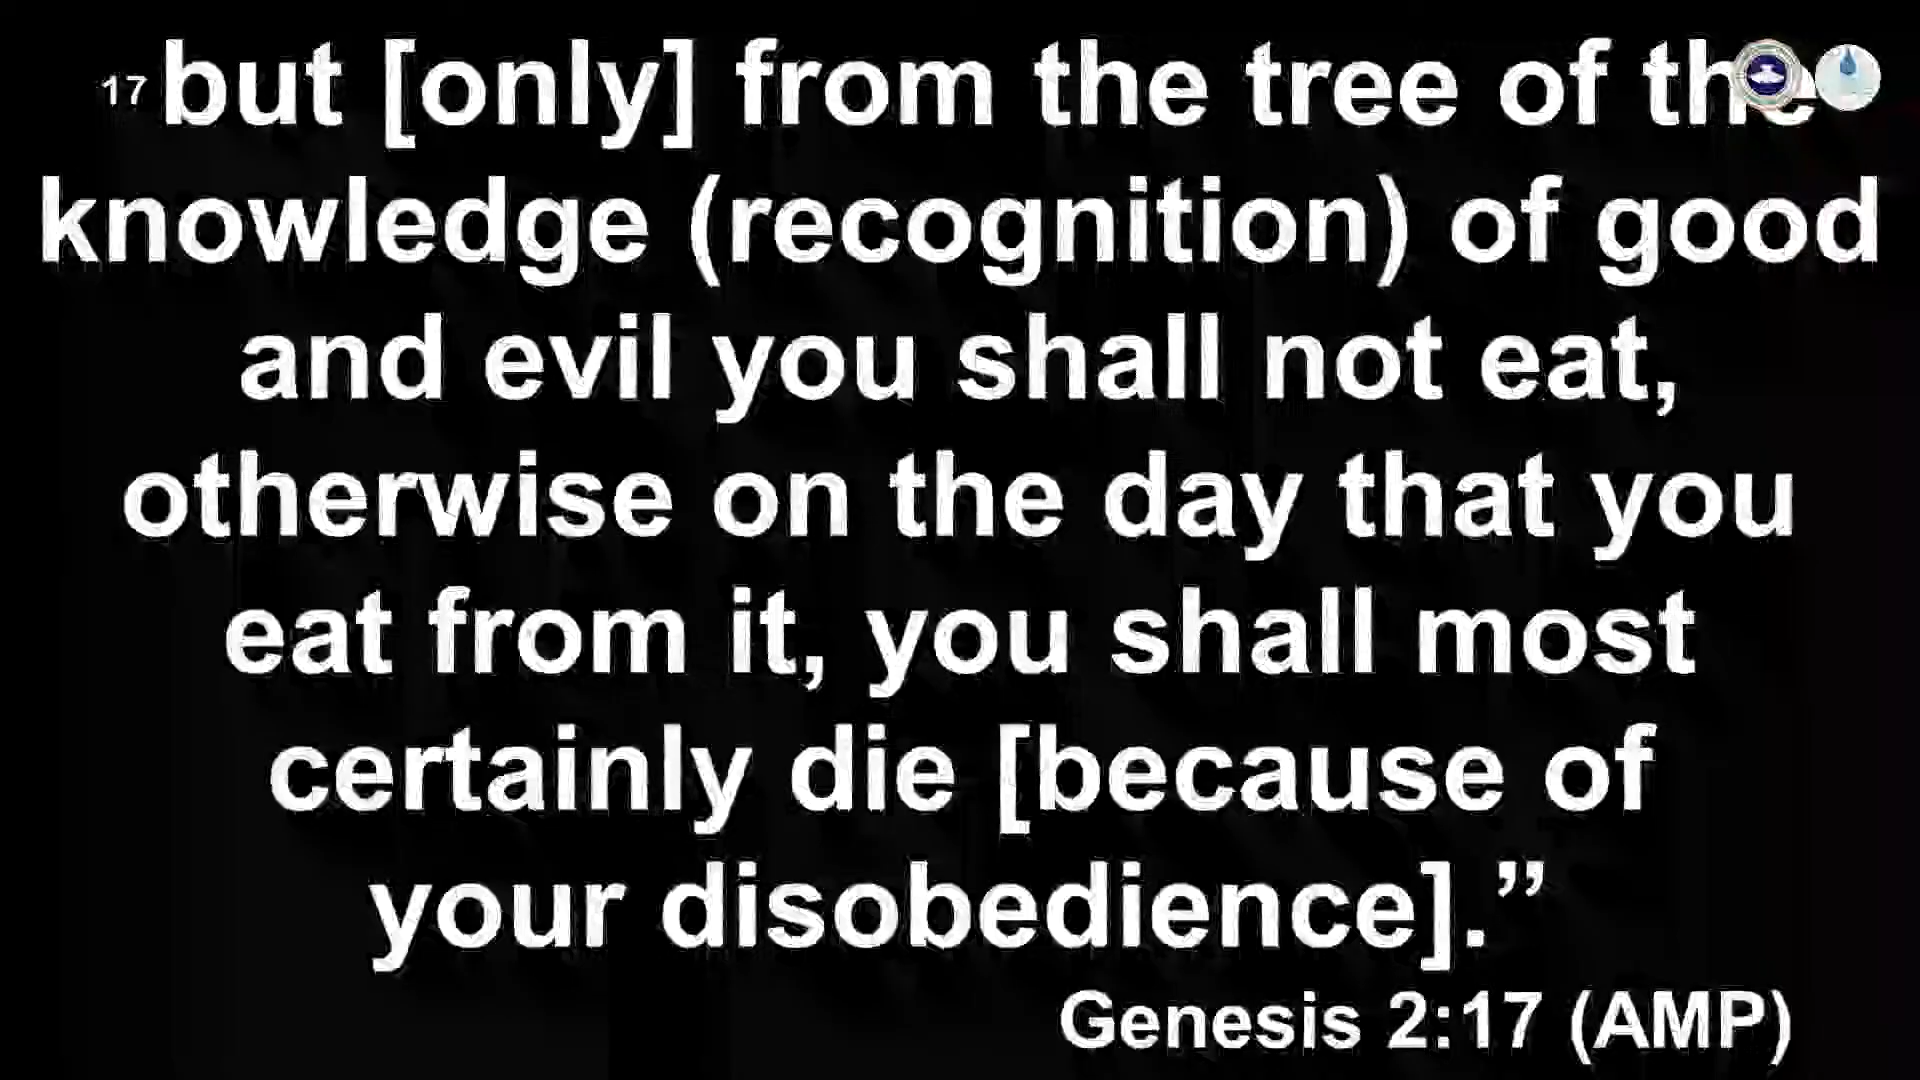 17 but [only] from the tree of the
knowledge (recognition) of good
and evil you shall not eat,
otherwise on the day that you
eat from it, you shall most
certainly die [because of
your disobedience].”
Genesis 2:17 (AMP)